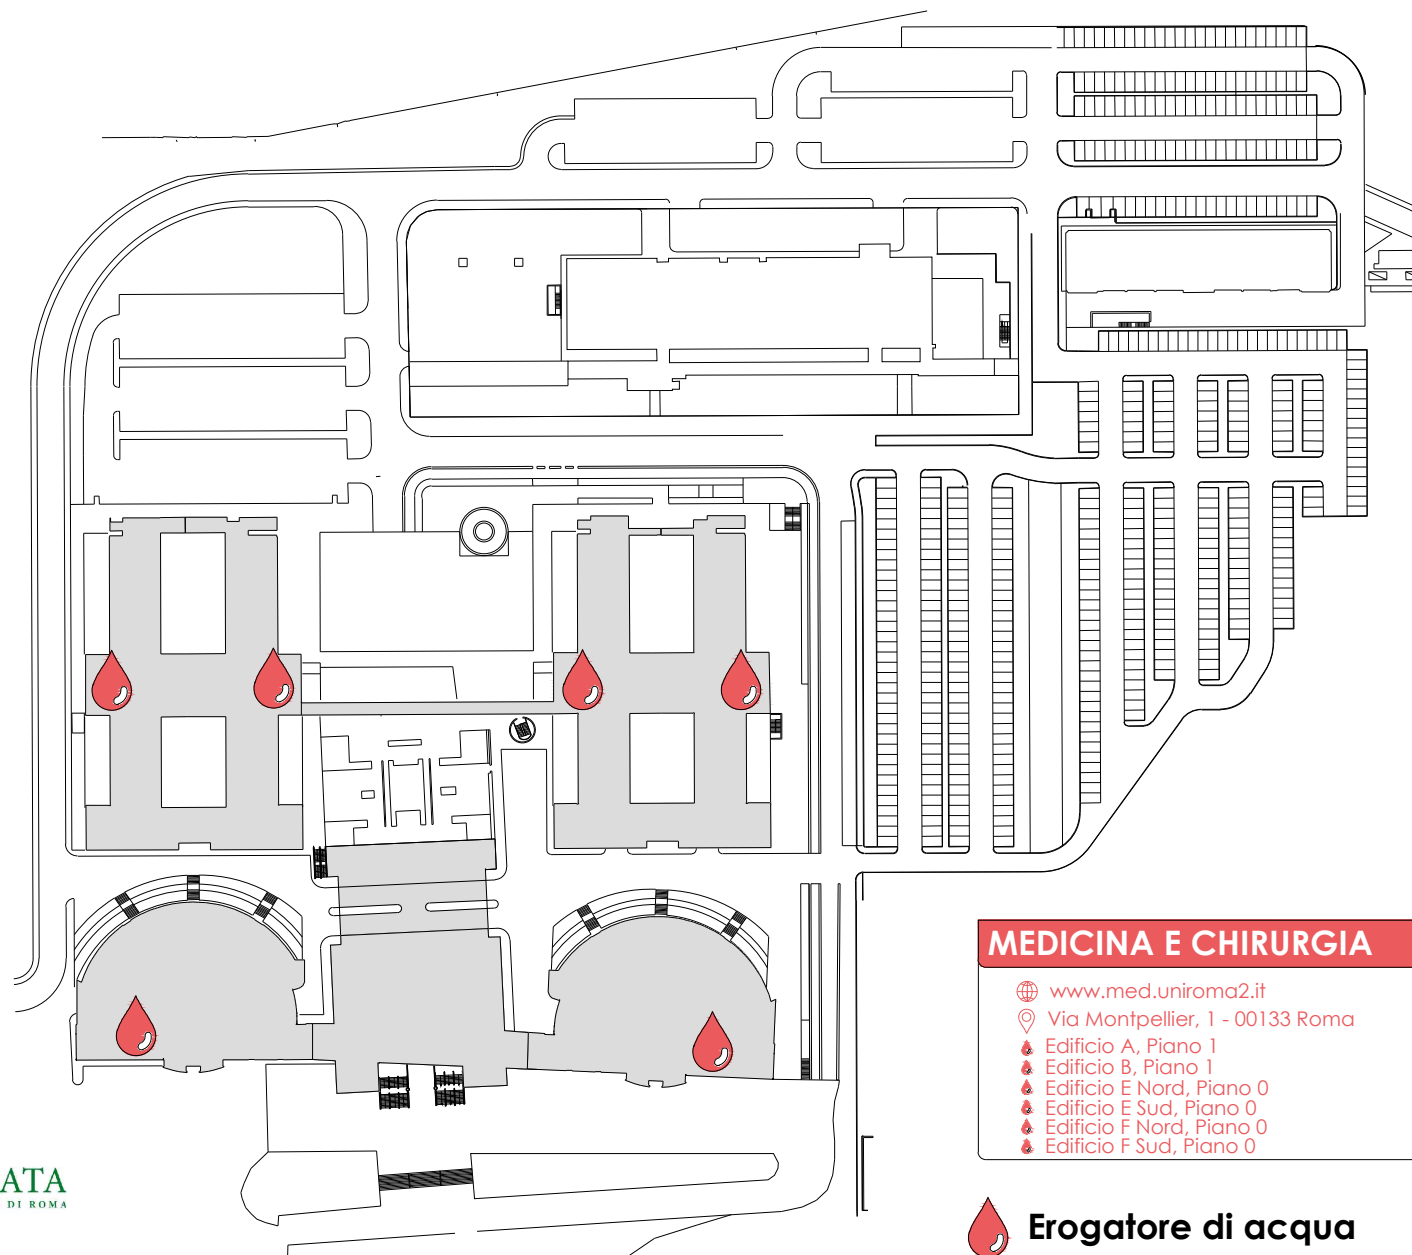 MEDICINA E CHIRURGIA
www.med.uniroma2.it
Via Montpellier, 1 - 00133 Roma
Edificio A, Piano 1
Edificio B, Piano 1
Edificio E Nord, Piano 0
Edificio E Sud, Piano 0
Edificio F Nord, Piano 0
Edificio F Sud, Piano 0
ATA
DI ROMA
Erogatore di acqua